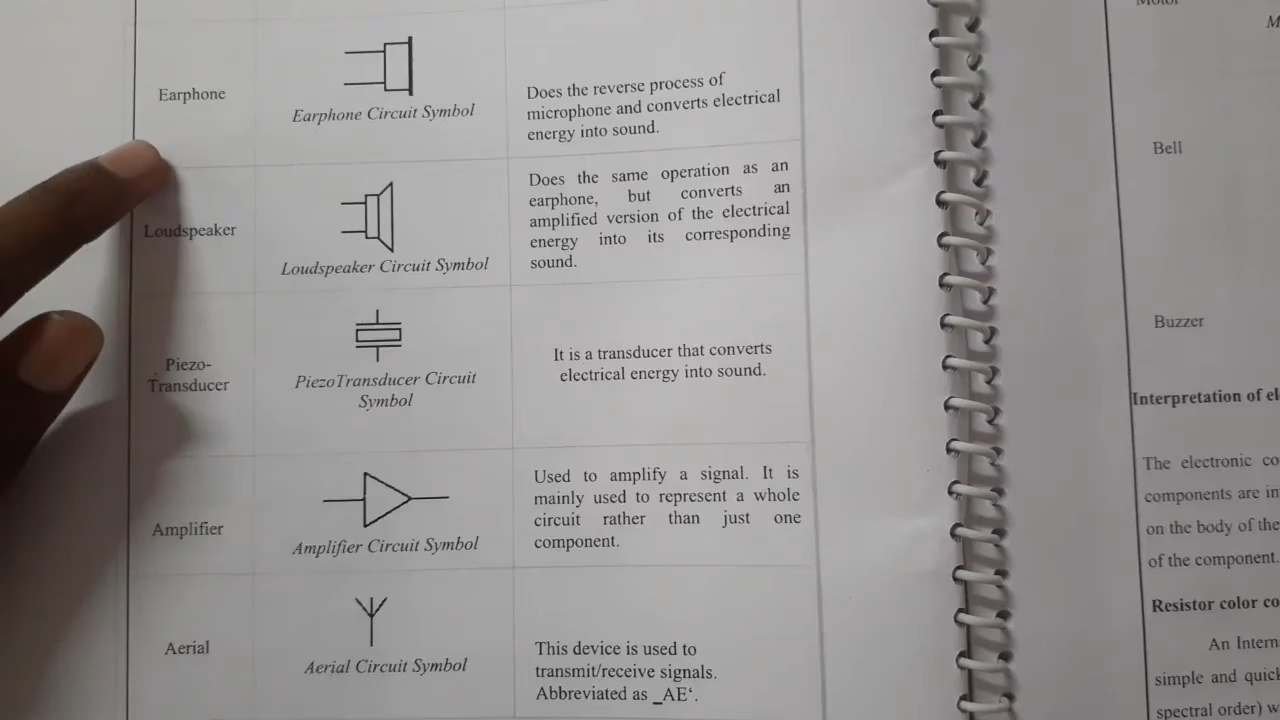 Earphone
Earphone Circuit Symbol
Does the reverse process of
microphone and converts electrical
energy into sound.
Loudspeaker
Loudspeaker Circuit Symbol
Does the same operation as an
earphone, but converts an
amplified version of the electrical
energy into its corresponding
sound.
Piezo-
Transducer
PiezoTransducer Circuit
Symbol
It is a transducer that converts
electrical energy into sound.
Amplifier
Amplifier Circuit Symbol
Used to amplify a signal. It is
mainly used to represent a whole
circuit rather than just one
component.
Aerial
Aerial Circuit Symbol
This device is used to
transmit/receive signals.
Abbreviated as _AE‘.
Motor
M
Bell
Buzzer
Interpretation of el
The electronic co
components are in
on the body of the
of the component.
Resistor color co
An Intern
simple and quick
spectral order) w